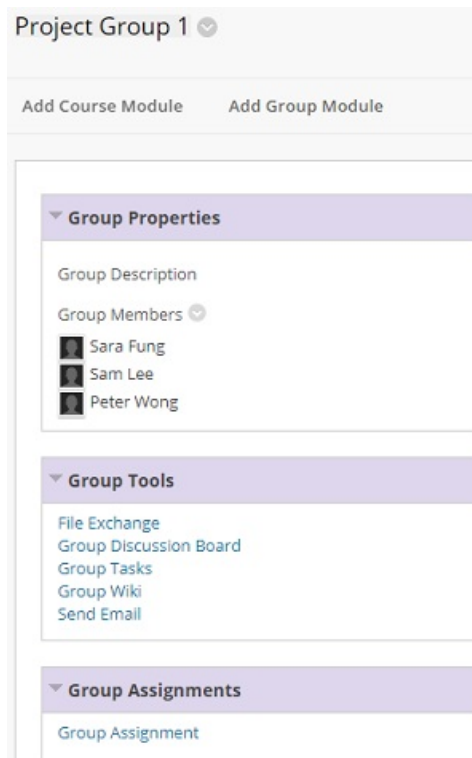 Project Group 1
Add Course Module Add Group Module
Group Properties
Group Description
Group Members
Sara Fung
Sam Lee
Peter Wong
Group Tools
File Exchange
Group Discussion Board
Group Tasks
Group Wiki
Send Email
Group Assignments
Group Assignment